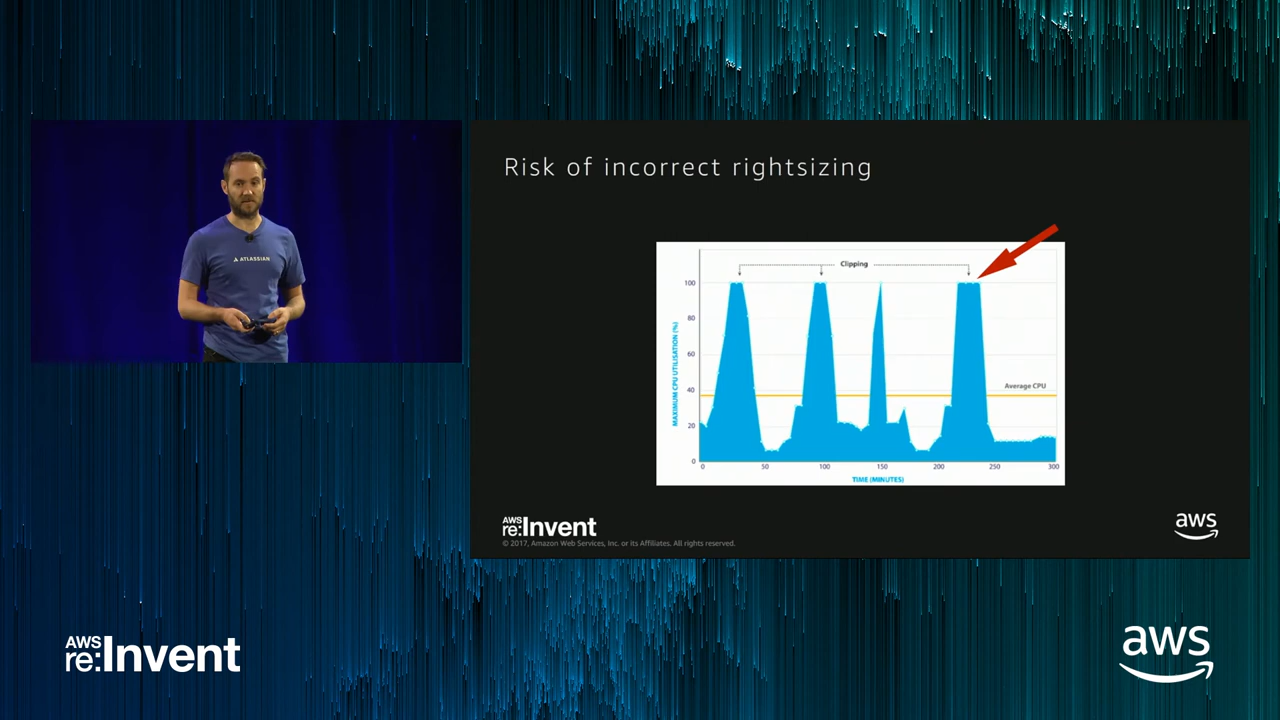 ATLASSIAN
Risk of incorrect rightsizing
Clipping
MAXIMUM CPU UTILISATION (%)
100
80
60
40
20
0
Average CPU
0 50 100 150 200 250 300
TIME (MINUTES)
AWS
re:Invent
© 2017, Amazon Web Services, Inc. or its Affiliates. All rights reserved.
aws
AWS
re:Invent
aws